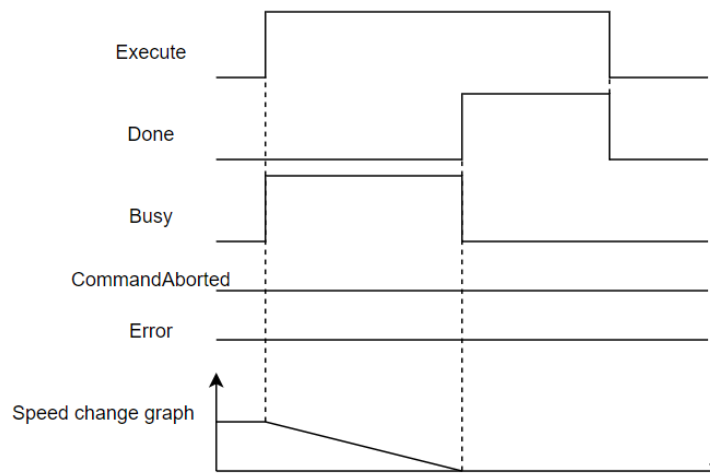 Execute
Done
Busy
CommandAborted
Error
Speed change graph